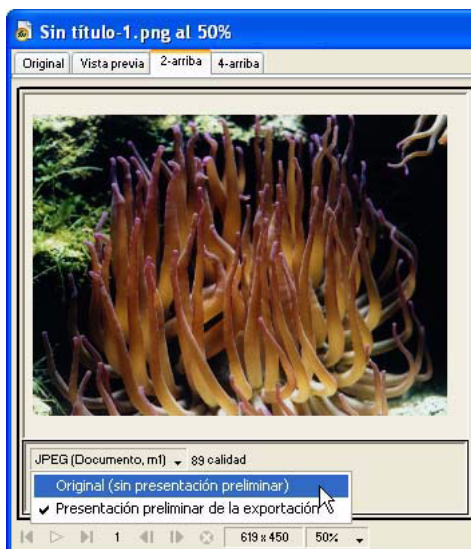 Sin título-1.png al 50%
Original Vista previa 2-arriba 4-arriba
JPEG (Documento, m1) 89 calidad
Original (sin presentación preliminar)
✓ Presentación preliminar de la exportación
1 619 x 450 50%